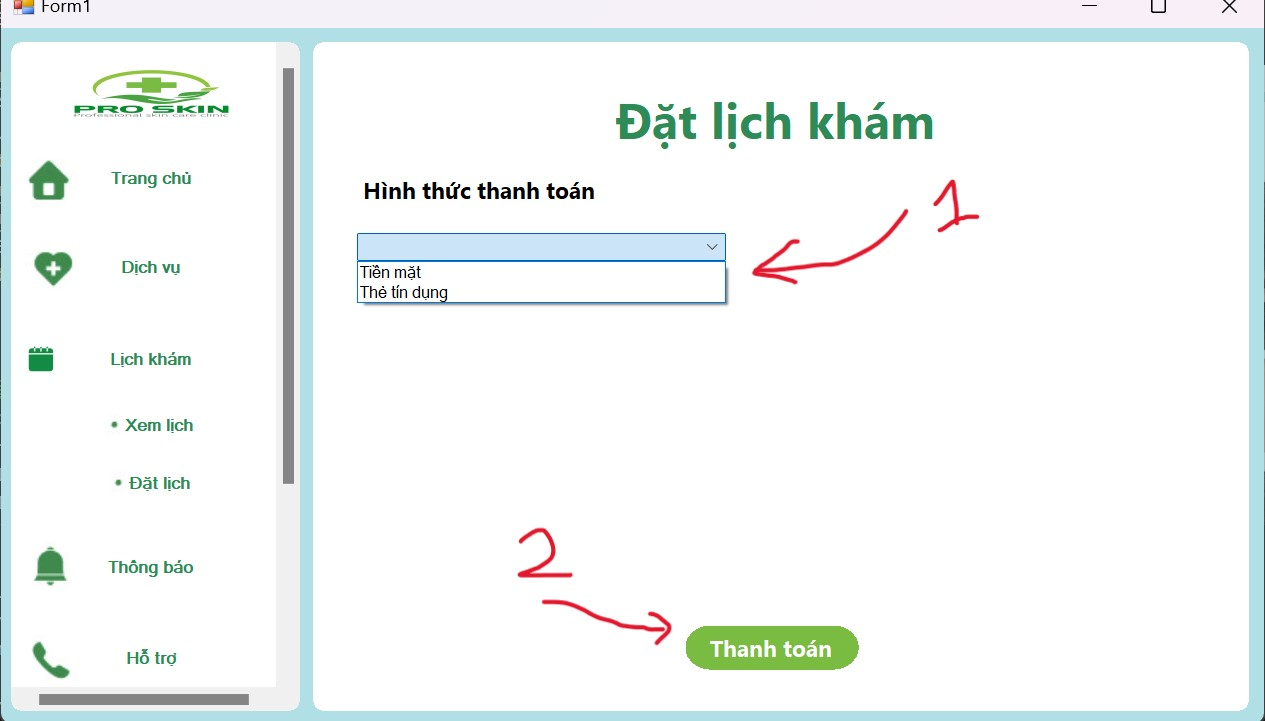 Form1
PRO SKIN
Professional skin care clinic
Trang chủ
Dịch vụ
Lịch khám
• Xem lịch
• Đặt lịch
Thông báo
Hỗ trợ
Đặt lịch khám
Hình thức thanh toán
Tiền mặt
Thẻ tín dụng
1
2
Thanh toán